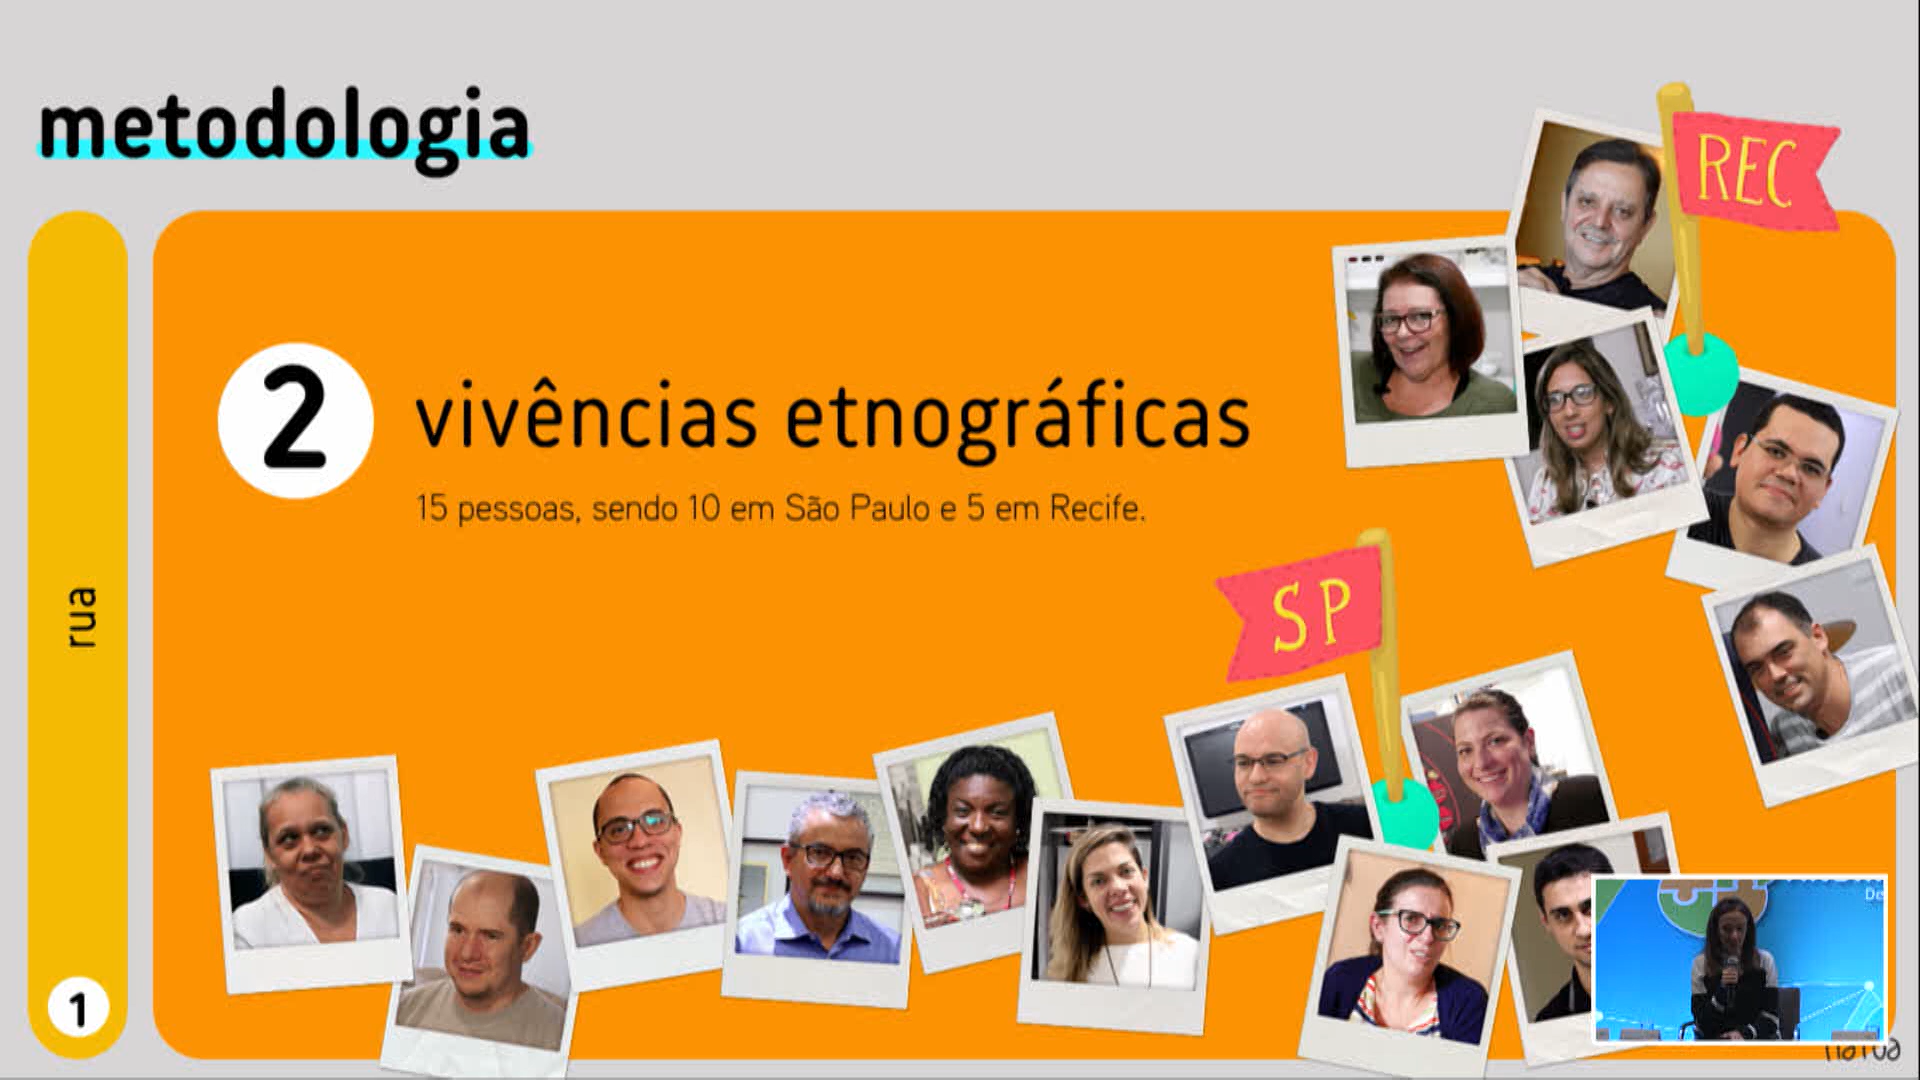 metodologia
REC
2
vivências etnográficas
15 pessoas, sendo 10 em São Paulo e 5 em Recife.
SP
rua
1